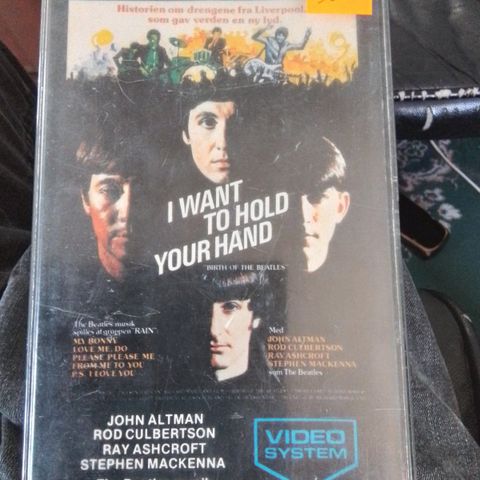 Historien om drengene fra Liverpool,
som gav verden en ny lyd.
I WANT
TO HOLD
YOUR HAND
"BIRTH OF THE BEATLES"
The Beatles musik
spilles af gruppen "RAIN"
MY BONNY
LOVE ME, DO
PLEASE PLEASE ME
FROM ME TO YOU
P.S. I LOVE YOU
Med
JOHN ALTMAN
ROD CULBERTSON
RAY ASHCROFT
STEPHEN MACKENNA
som The Beatles
JOHN ALTMAN
ROD CULBERTSON
RAY ASHCROFT
STEPHEN MACKENNA
VIDEO
SYSTEM